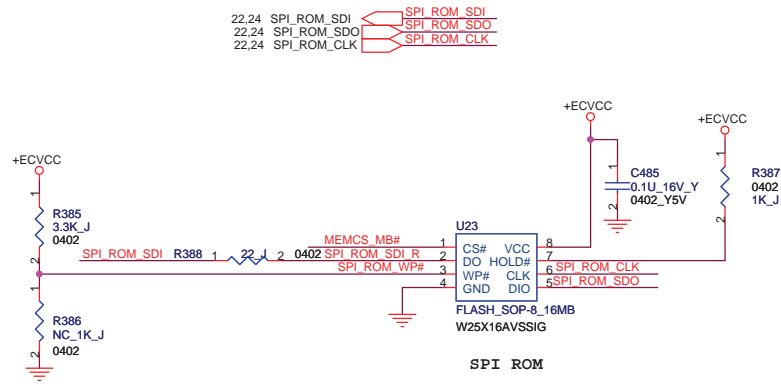 22,24 SPI_ROM_SDI SPI_ROM_SDI
22,24 SPI_ROM_SDO SPI_ROM_SDO
22,24 SPI_ROM_CLK SPI_ROM_CLK
+ECVCC
+ECVCC
+ECVCC
1
R385
3.3K_J
0402
2
1
R386
NC_1K_J
0402
2
SPI_ROM_SDI R388 1 22_J 2 0402 SPI_ROM_SDI_R
MEMCS_MB#
SPI_ROM_WP#
U23
1 CS# VCC 8
2 DO HOLD# 7
3 WP# CLK 6 SPI_ROM_CLK
4 GND DIO 5 SPI_ROM_SDO
FLASH_SOP-8_16MB
W25X16AVSSIG
1
C485
0.1U_16V_Y
0402_Y5V
2
1
R387
0402
1K_J
2
SPI ROM